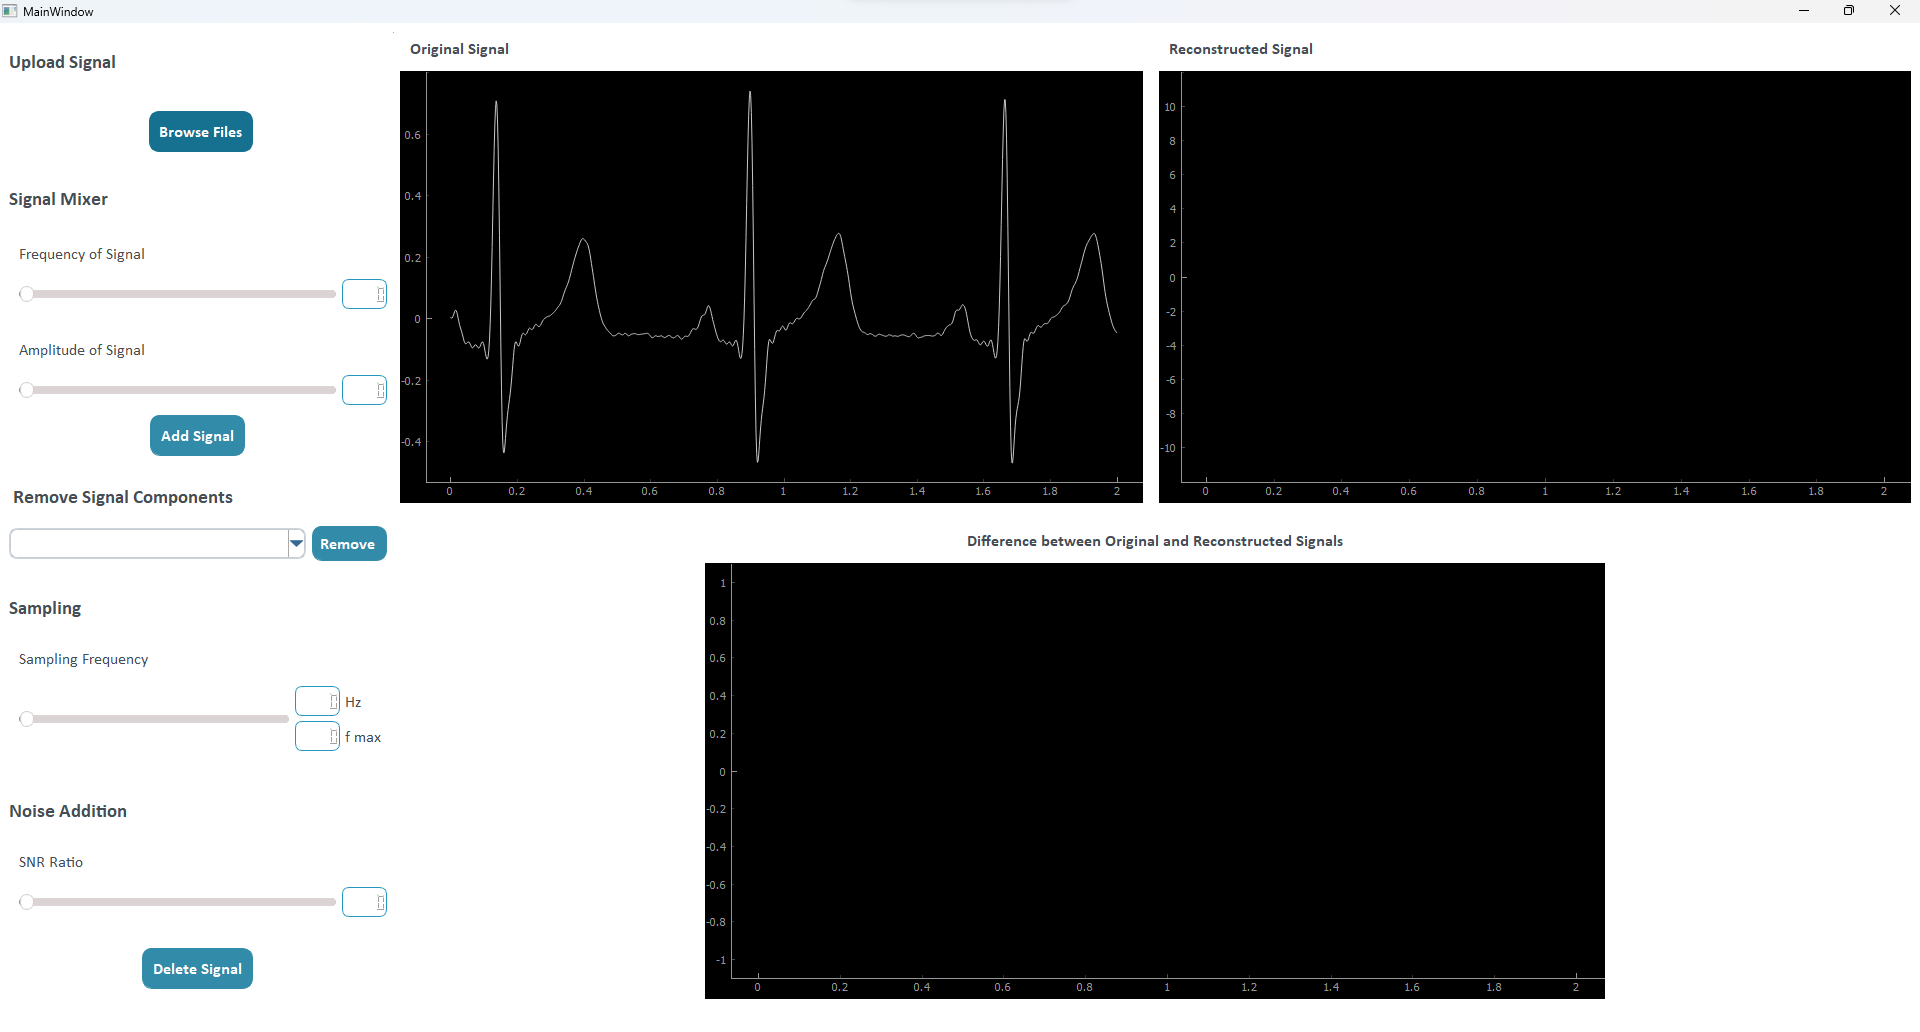 MainWindow
Upload Signal
Browse Files
Signal Mixer
Frequency of Signal
0
Amplitude of Signal
0
Add Signal
Remove Signal Components
Remove
Sampling
Sampling Frequency
0 Hz
0 f max
Noise Addition
SNR Ratio
0
Delete Signal
Original Signal
0.6
0.4
0.2
0
-0.2
-0.4
0 0.2 0.4 0.6 0.8 1 1.2 1.4 1.6 1.8 2
Reconstructed Signal
10
8
6
4
2
0
-2
-4
-6
-8
-10
0 0.2 0.4 0.6 0.8 1 1.2 1.4 1.6 1.8 2
Difference between Original and Reconstructed Signals
1
0.8
0.6
0.4
0.2
0
-0.2
-0.4
-0.6
-0.8
-1
0 0.2 0.4 0.6 0.8 1 1.2 1.4 1.6 1.8 2